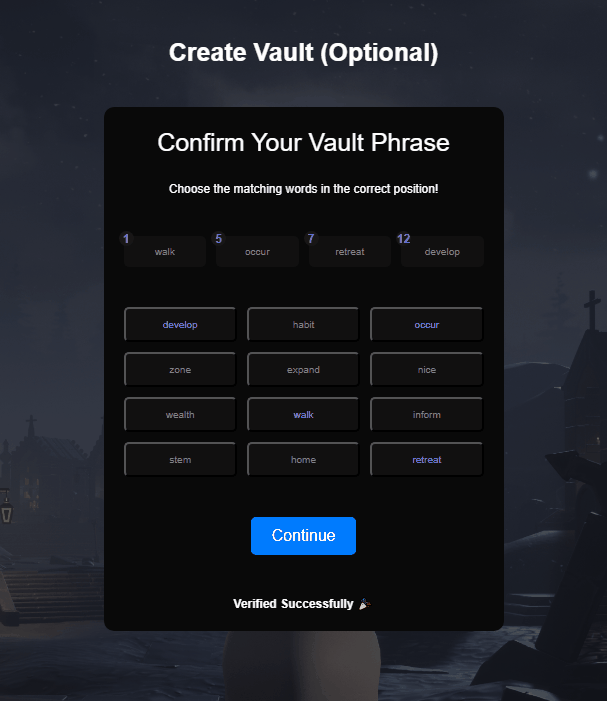 Create Vault (Optional)
Confirm Your Vault Phrase
Choose the matching words in the correct position!
1 5 7 12
walk occur retreat develop
develop habit occur
zone expand nice
wealth walk inform
stem home retreat
Continue
Verified Successfully 🎉